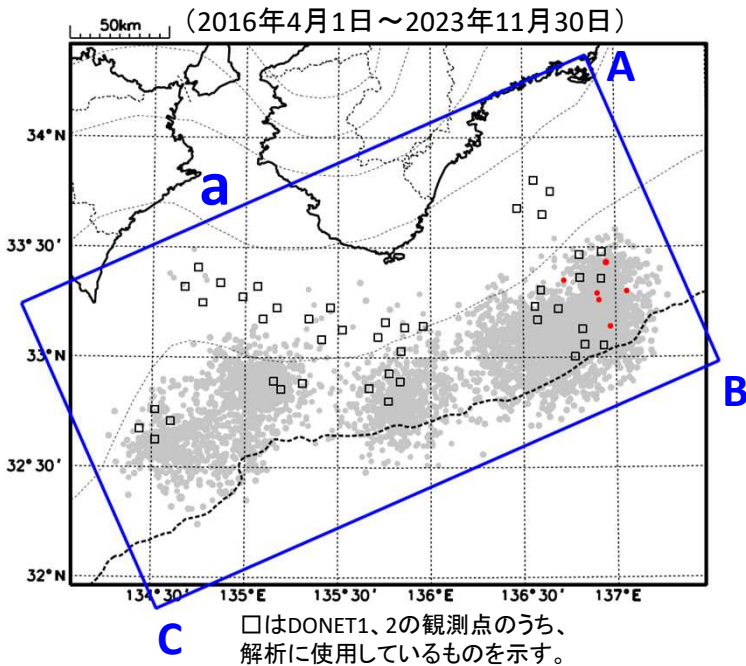 50km
（2016年4月1日～2023年11月30日）
A
34°N
a
33°30′
33°N
B
32°30′
32°N
134°30′ 135°E 135°30′ 136°E 136°30′ 137°E
C
□はDONET1、2の観測点のうち、
解析に使用しているものを示す。